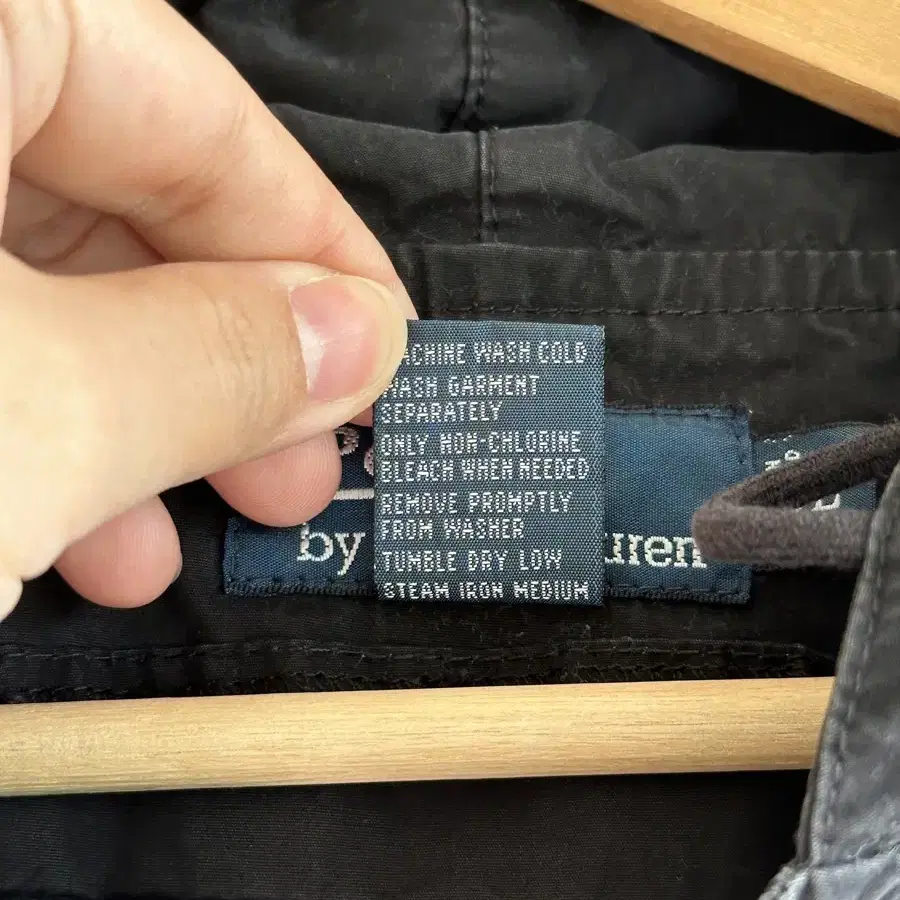 MACHINE WASH COLD
WASH GARMENT
SEPARATELY
ONLY NON-CHLORINE
BLEACH WHEN NEEDED
REMOVE PROMPTLY
FROM WASHER
TUMBLE DRY LOW
STEAM IRON MEDIUM
by uren